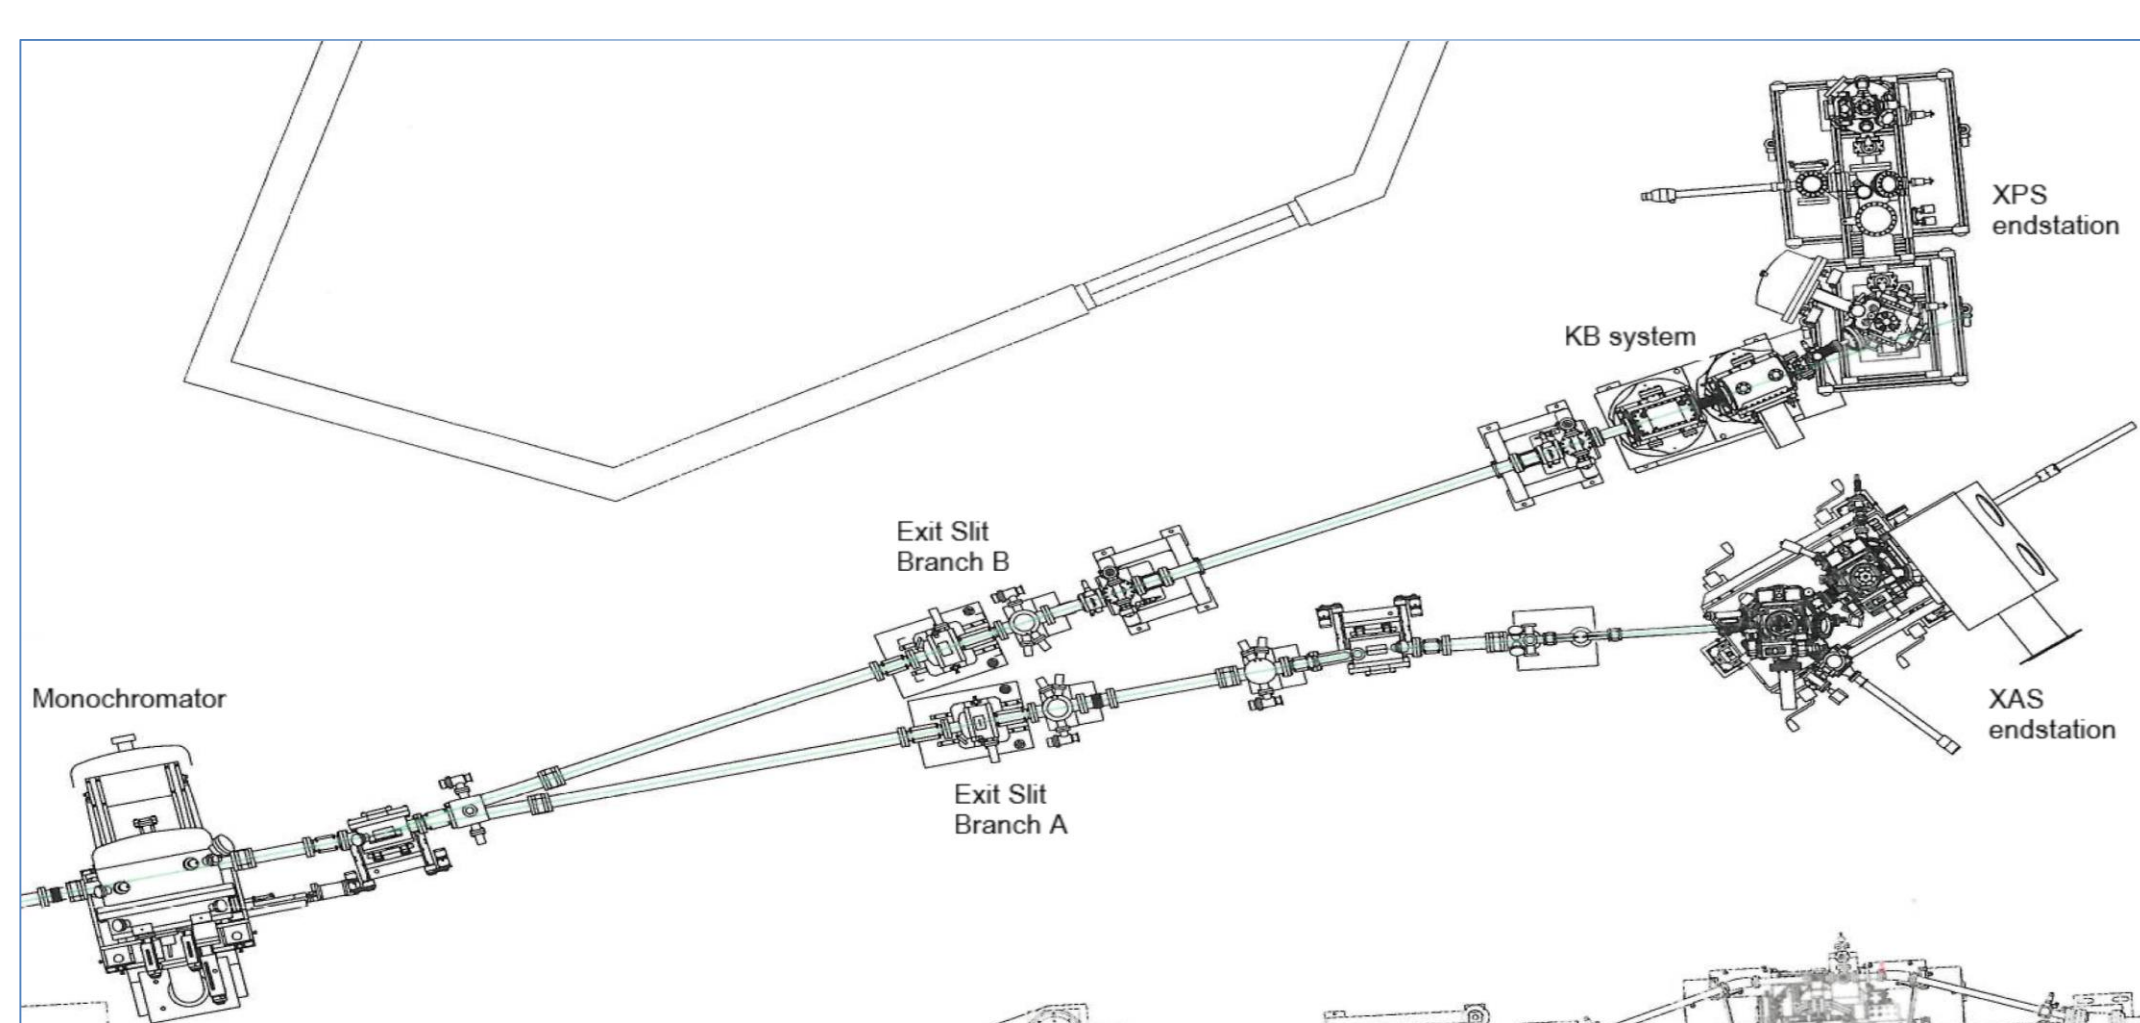 XPS
endstation
KB system
Exit Slit
Branch B
Monochromator
XAS
endstation
Exit Slit
Branch A